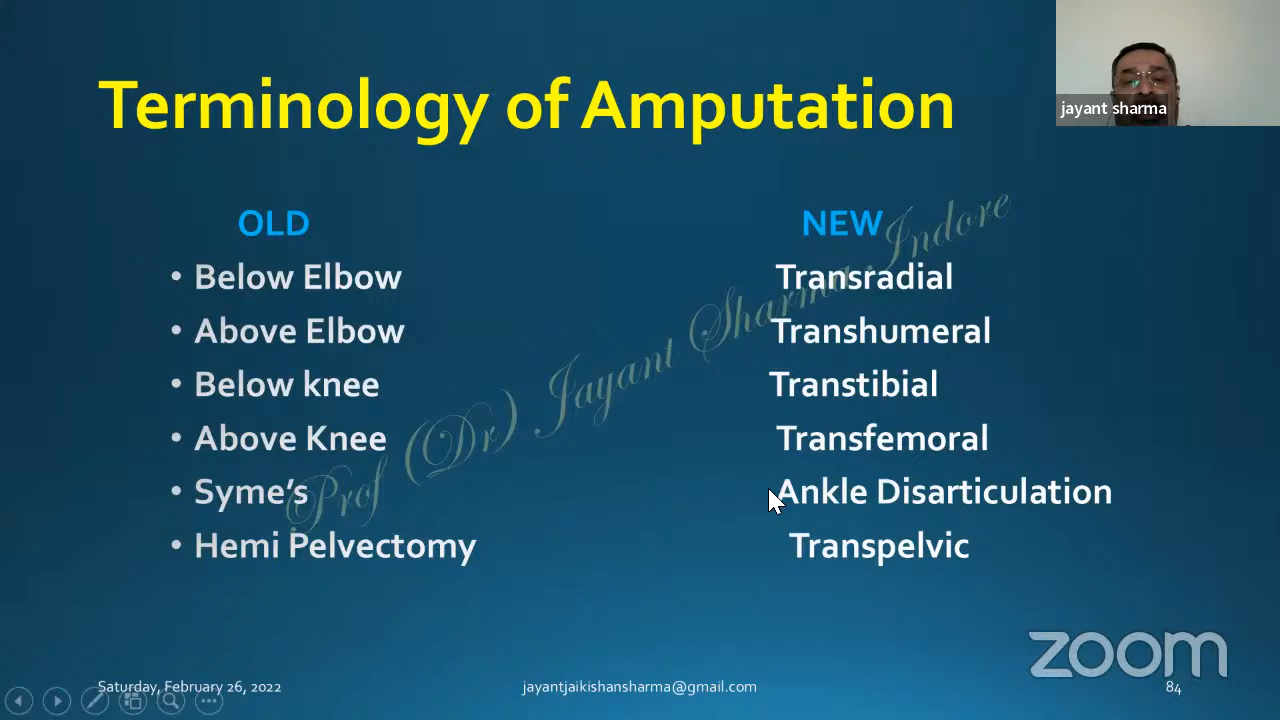 Terminology of Amputation
jayant sharma
OLD NEW
• Below Elbow Transradial
• Above Elbow Transhumeral
• Below knee Transtibial
• Above Knee Transfemoral
• Syme’s Ankle Disarticulation
• Hemi Pelvectomy Transpelvic
Prof (Dr) Jayant Sharma Indore
zoom
Saturday, February 26, 2022 jayantjaikishansharma@gmail.com 84